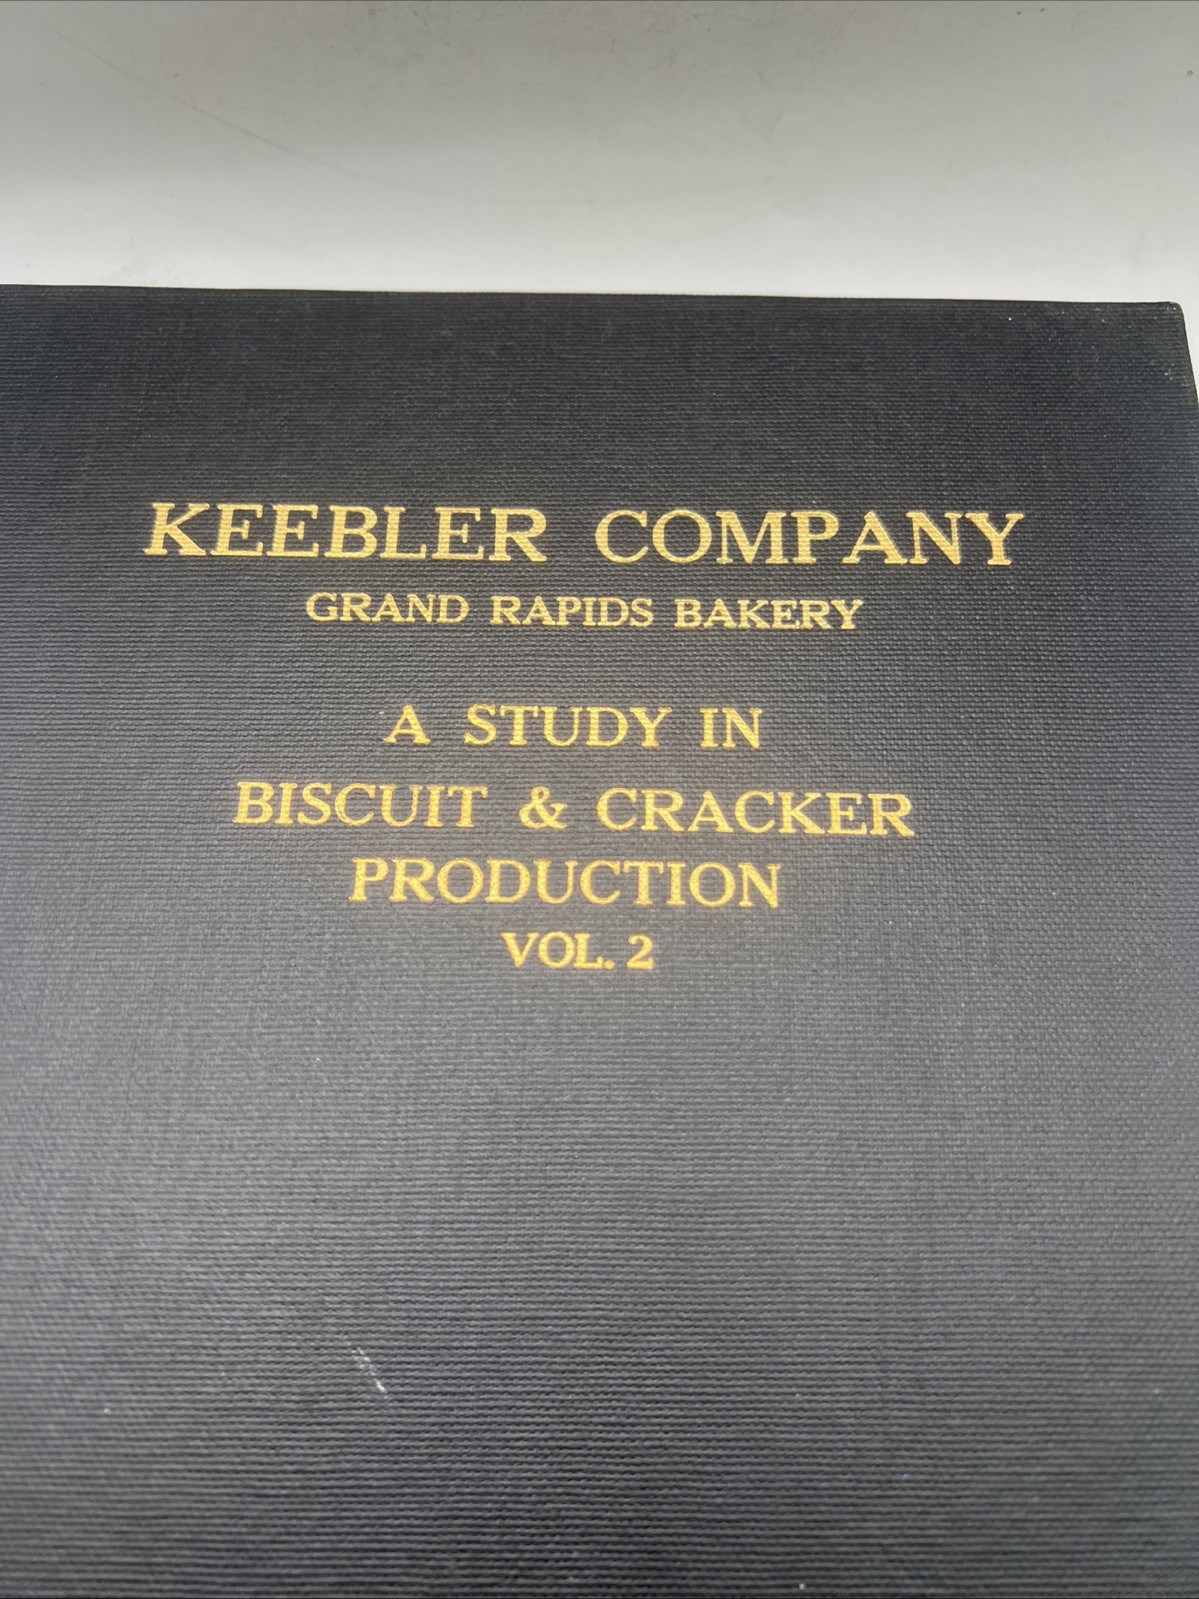 KEEBLER COMPANY
GRAND RAPIDS BAKERY
A STUDY IN
BISCUIT & CRACKER
PRODUCTION
VOL. 2